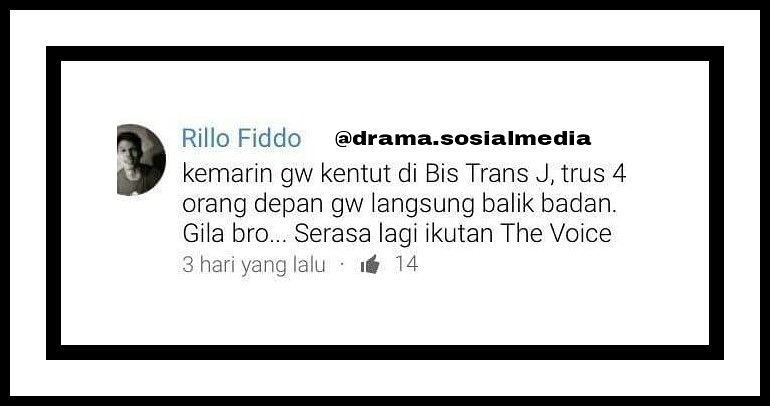 Rillo Fiddo @drama.sosialmedia
kemarin gw kentut di Bis Trans J, trus 4
orang depan gw langsung balik badan.
Gila bro... Serasa lagi ikutan The Voice
3 hari yang lalu · 14